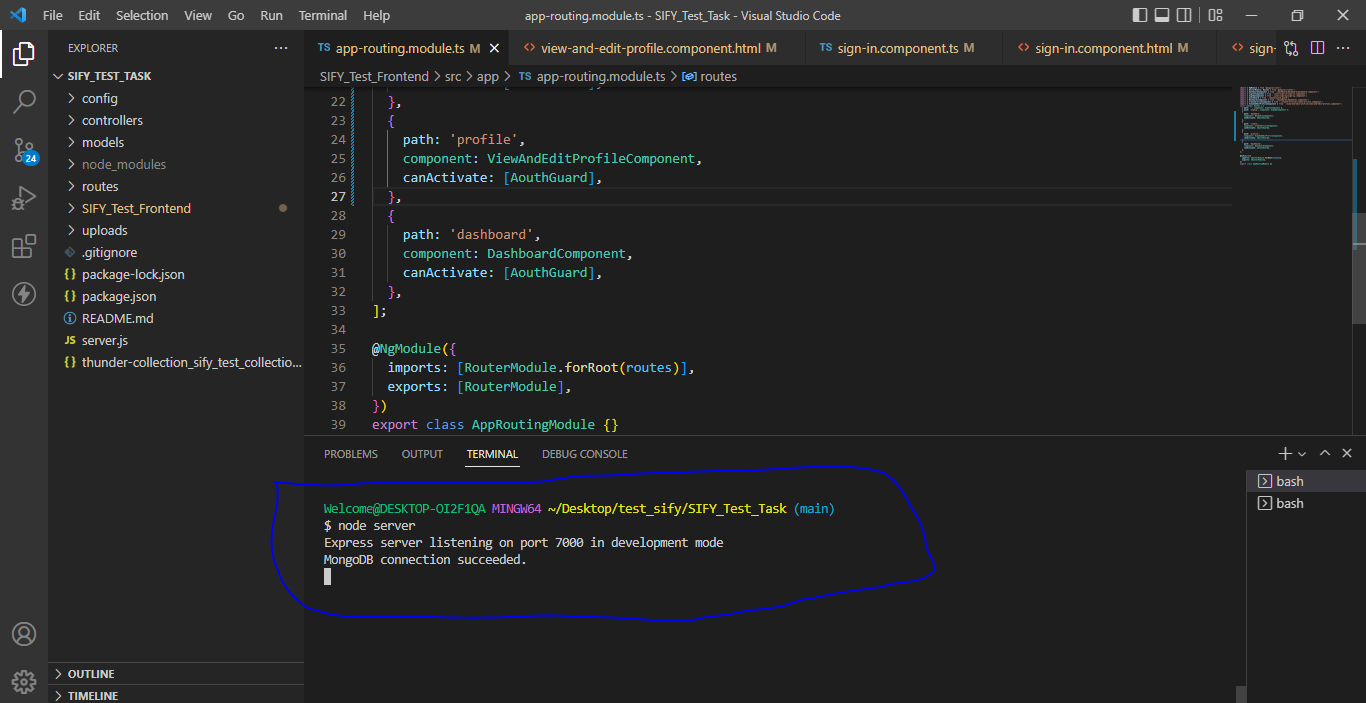 File Edit Selection View Go Run Terminal Help
app-routing.module.ts - SIFY_Test_Task - Visual Studio Code
EXPLORER
SIFY_TEST_TASK
config
controllers
models
node_modules
routes
SIFY_Test_Frontend
uploads
.gitignore
{} package-lock.json
{} package.json
README.md
JS server.js
{} thunder-collection_sify_test_collectio...
OUTLINE
TIMELINE
24
TS app-routing.module.ts M
<> view-and-edit-profile.component.html M
TS sign-in.component.ts M
<> sign-in.component.html M
<> sign-
SIFY_Test_Frontend > src > app > TS app-routing.module.ts > routes
22 },
23 {
24 path: 'profile',
25 component: ViewAndEditProfileComponent,
26 canActivate: [AouthGuard],
27 },
28 {
29 path: 'dashboard',
30 component: DashboardComponent,
31 canActivate: [AouthGuard],
32 },
33 ];
34
35 @NgModule({
36 imports: [RouterModule.forRoot(routes)],
37 exports: [RouterModule],
38 })
39 export class AppRoutingModule {}
PROBLEMS OUTPUT TERMINAL DEBUG CONSOLE
Welcome@DESKTOP-OI2F1QA MINGW64 ~/Desktop/test_sify/SIFY_Test_Task (main)
$ node server
Express server listening on port 7000 in development mode
MongoDB connection succeeded.
bash
bash